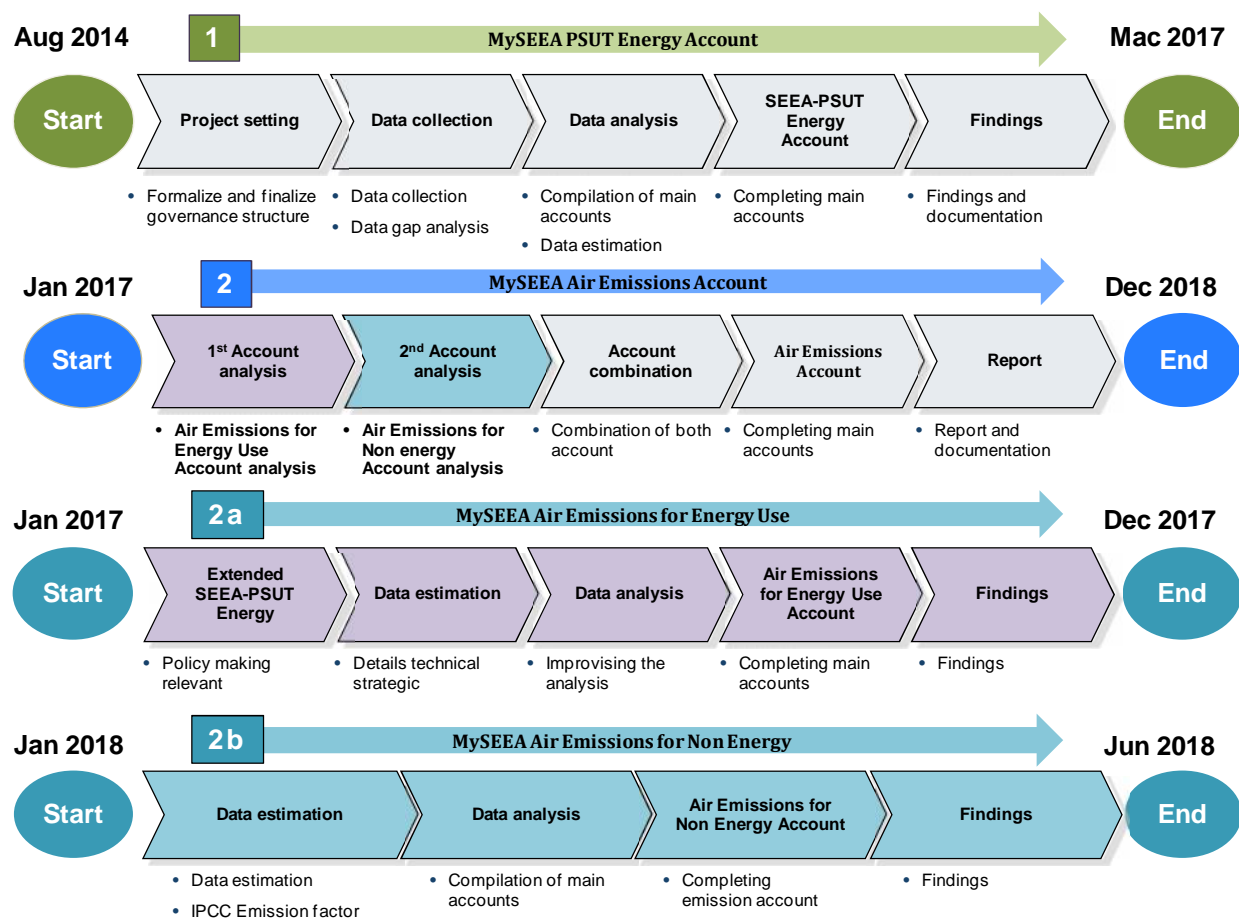 Aug 2014
1
MySEEA PSUT Energy Account
Mac 2017
Start
Project setting
Data collection
Data analysis
SEEA-PSUT
Energy
Account
Findings
End
• Formalize and finalize
governance structure
• Data collection
• Data gap analysis
• Compilation of main
accounts
• Data estimation
• Completing main
accounts
• Findings and
documentation
Jan 2017
2
MySEEA Air Emissions Account
Dec 2018
Start
1st Account
analysis
2nd Account
analysis
Account
combination
Air Emissions
Account
Report
End
• Air Emissions for
Energy Use
Account analysis
• Air Emissions for
Non energy
Account analysis
• Combination of both
account
• Completing main
accounts
• Report and
documentation
Jan 2017
2a
MySEEA Air Emissions for Energy Use
Dec 2017
Start
Extended
SEEA-PSUT
Energy
Data estimation
Data analysis
Air Emissions
for Energy Use
Account
Findings
End
• Policy making
relevant
• Details technical
strategic
• Improvising the
analysis
• Completing main
accounts
• Findings
Jan 2018
2b
MySEEA Air Emissions for Non Energy
Jun 2018
Start
Data estimation
Data analysis
Air Emissions for
Non Energy Account
Findings
End
• Data estimation
• IPCC Emission factor
• Compilation of main
accounts
• Completing
emission account
• Findings